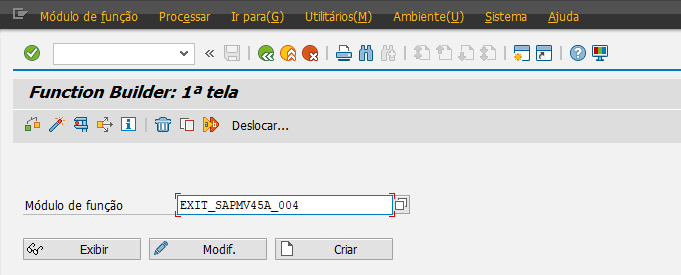 Módulo de função Processar Ir para(G) Utilitários(M) Ambiente(U) Sistema Ajuda
Function Builder: 1ª tela
Deslocar...
Módulo de função EXIT_SAPMV45A_004
Exibir Modif. Criar